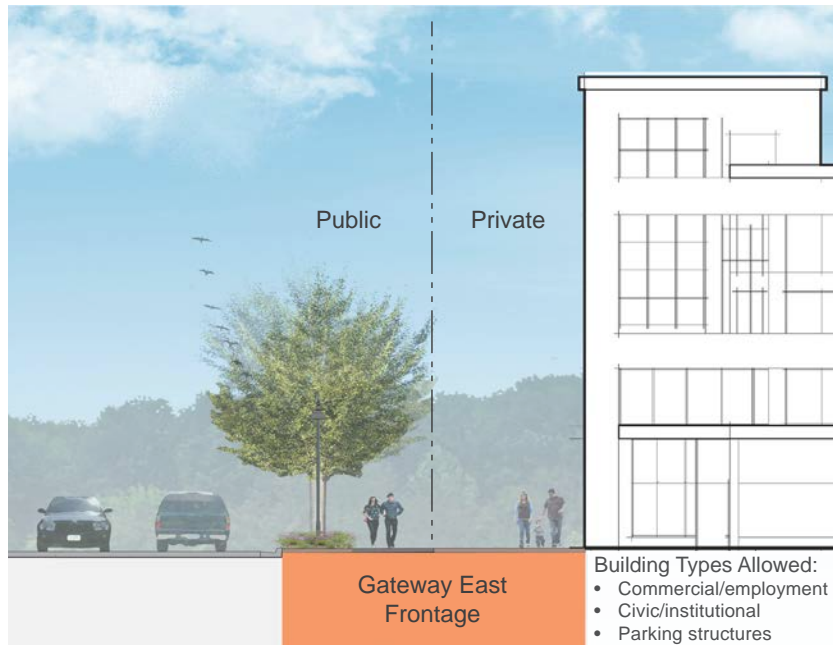 Public
Private
Gateway East
Frontage
Building Types Allowed:
• Commercial/employment
• Civic/institutional
• Parking structures